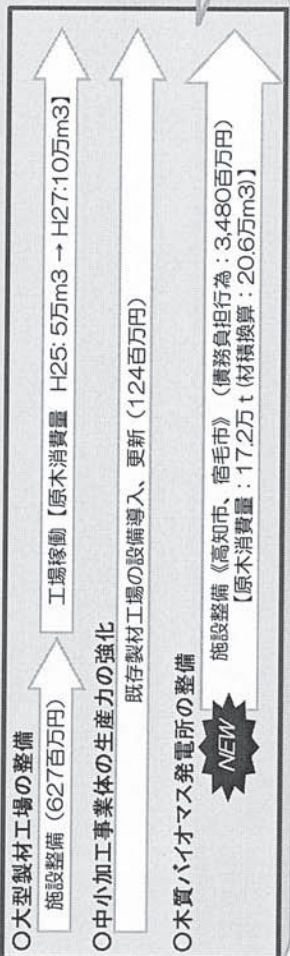 ○大型製材工場の整備
施設整備（627百万円）
工場稼働【原木消費量 H25:5万m3 → H27:10万m3】
○中小加工事業体の生産力の強化
既存製材工場の設備導入、更新（124百万円）
○木質バイオマス発電所の整備
NEW
施設整備《高知市、宿毛市》（債務負担行為：3,480百万円）
【原木消費量：17.2万ｔ（材積換算：20.6万m3）】